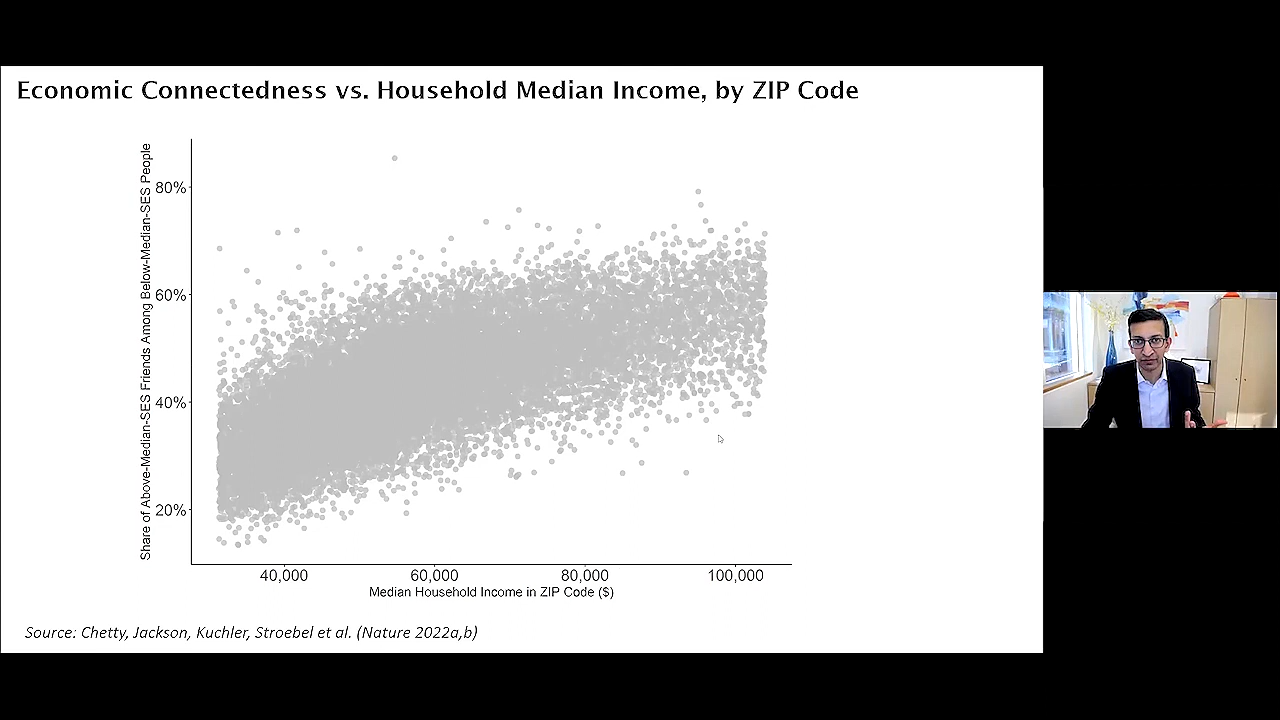 Economic Connectedness vs. Household Median Income, by ZIP Code
Share of Above-Median-SES Friends Among Below-Median-SES People
80%
60%
40%
20%
40,000
60,000
80,000
100,000
Median Household Income in ZIP Code ($)
Source: Chetty, Jackson, Kuchler, Stroebel et al. (Nature 2022a,b)